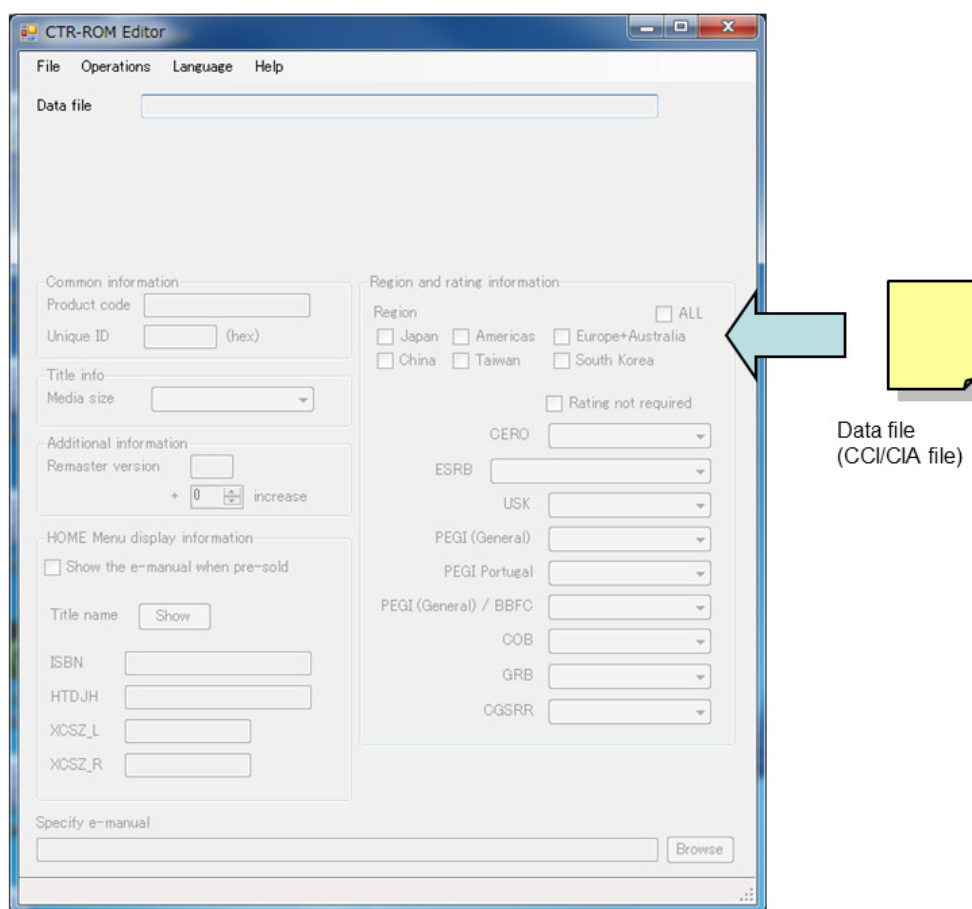 CTR-ROM Editor
File Operations Language Help
Data file
Common information
Product code
Unique ID (hex)
Title info
Media size
Additional information
Remaster version
+ 0 increase
HOME Menu display information
Show the e-manual when pre-sold
Title name Show
ISBN
HTDJH
XCSZ_L
XCSZ_R
Region and rating information
Region ALL
Japan Americas Europe+Australia
China Taiwan South Korea
Rating not required
CERO
ESRB
USK
PEGI (General)
PEGI Portugal
PEGI (General) / BBFC
COB
GRB
CGSRR
Specify e-manual
Browse
Data file
(CCI/CIA file)